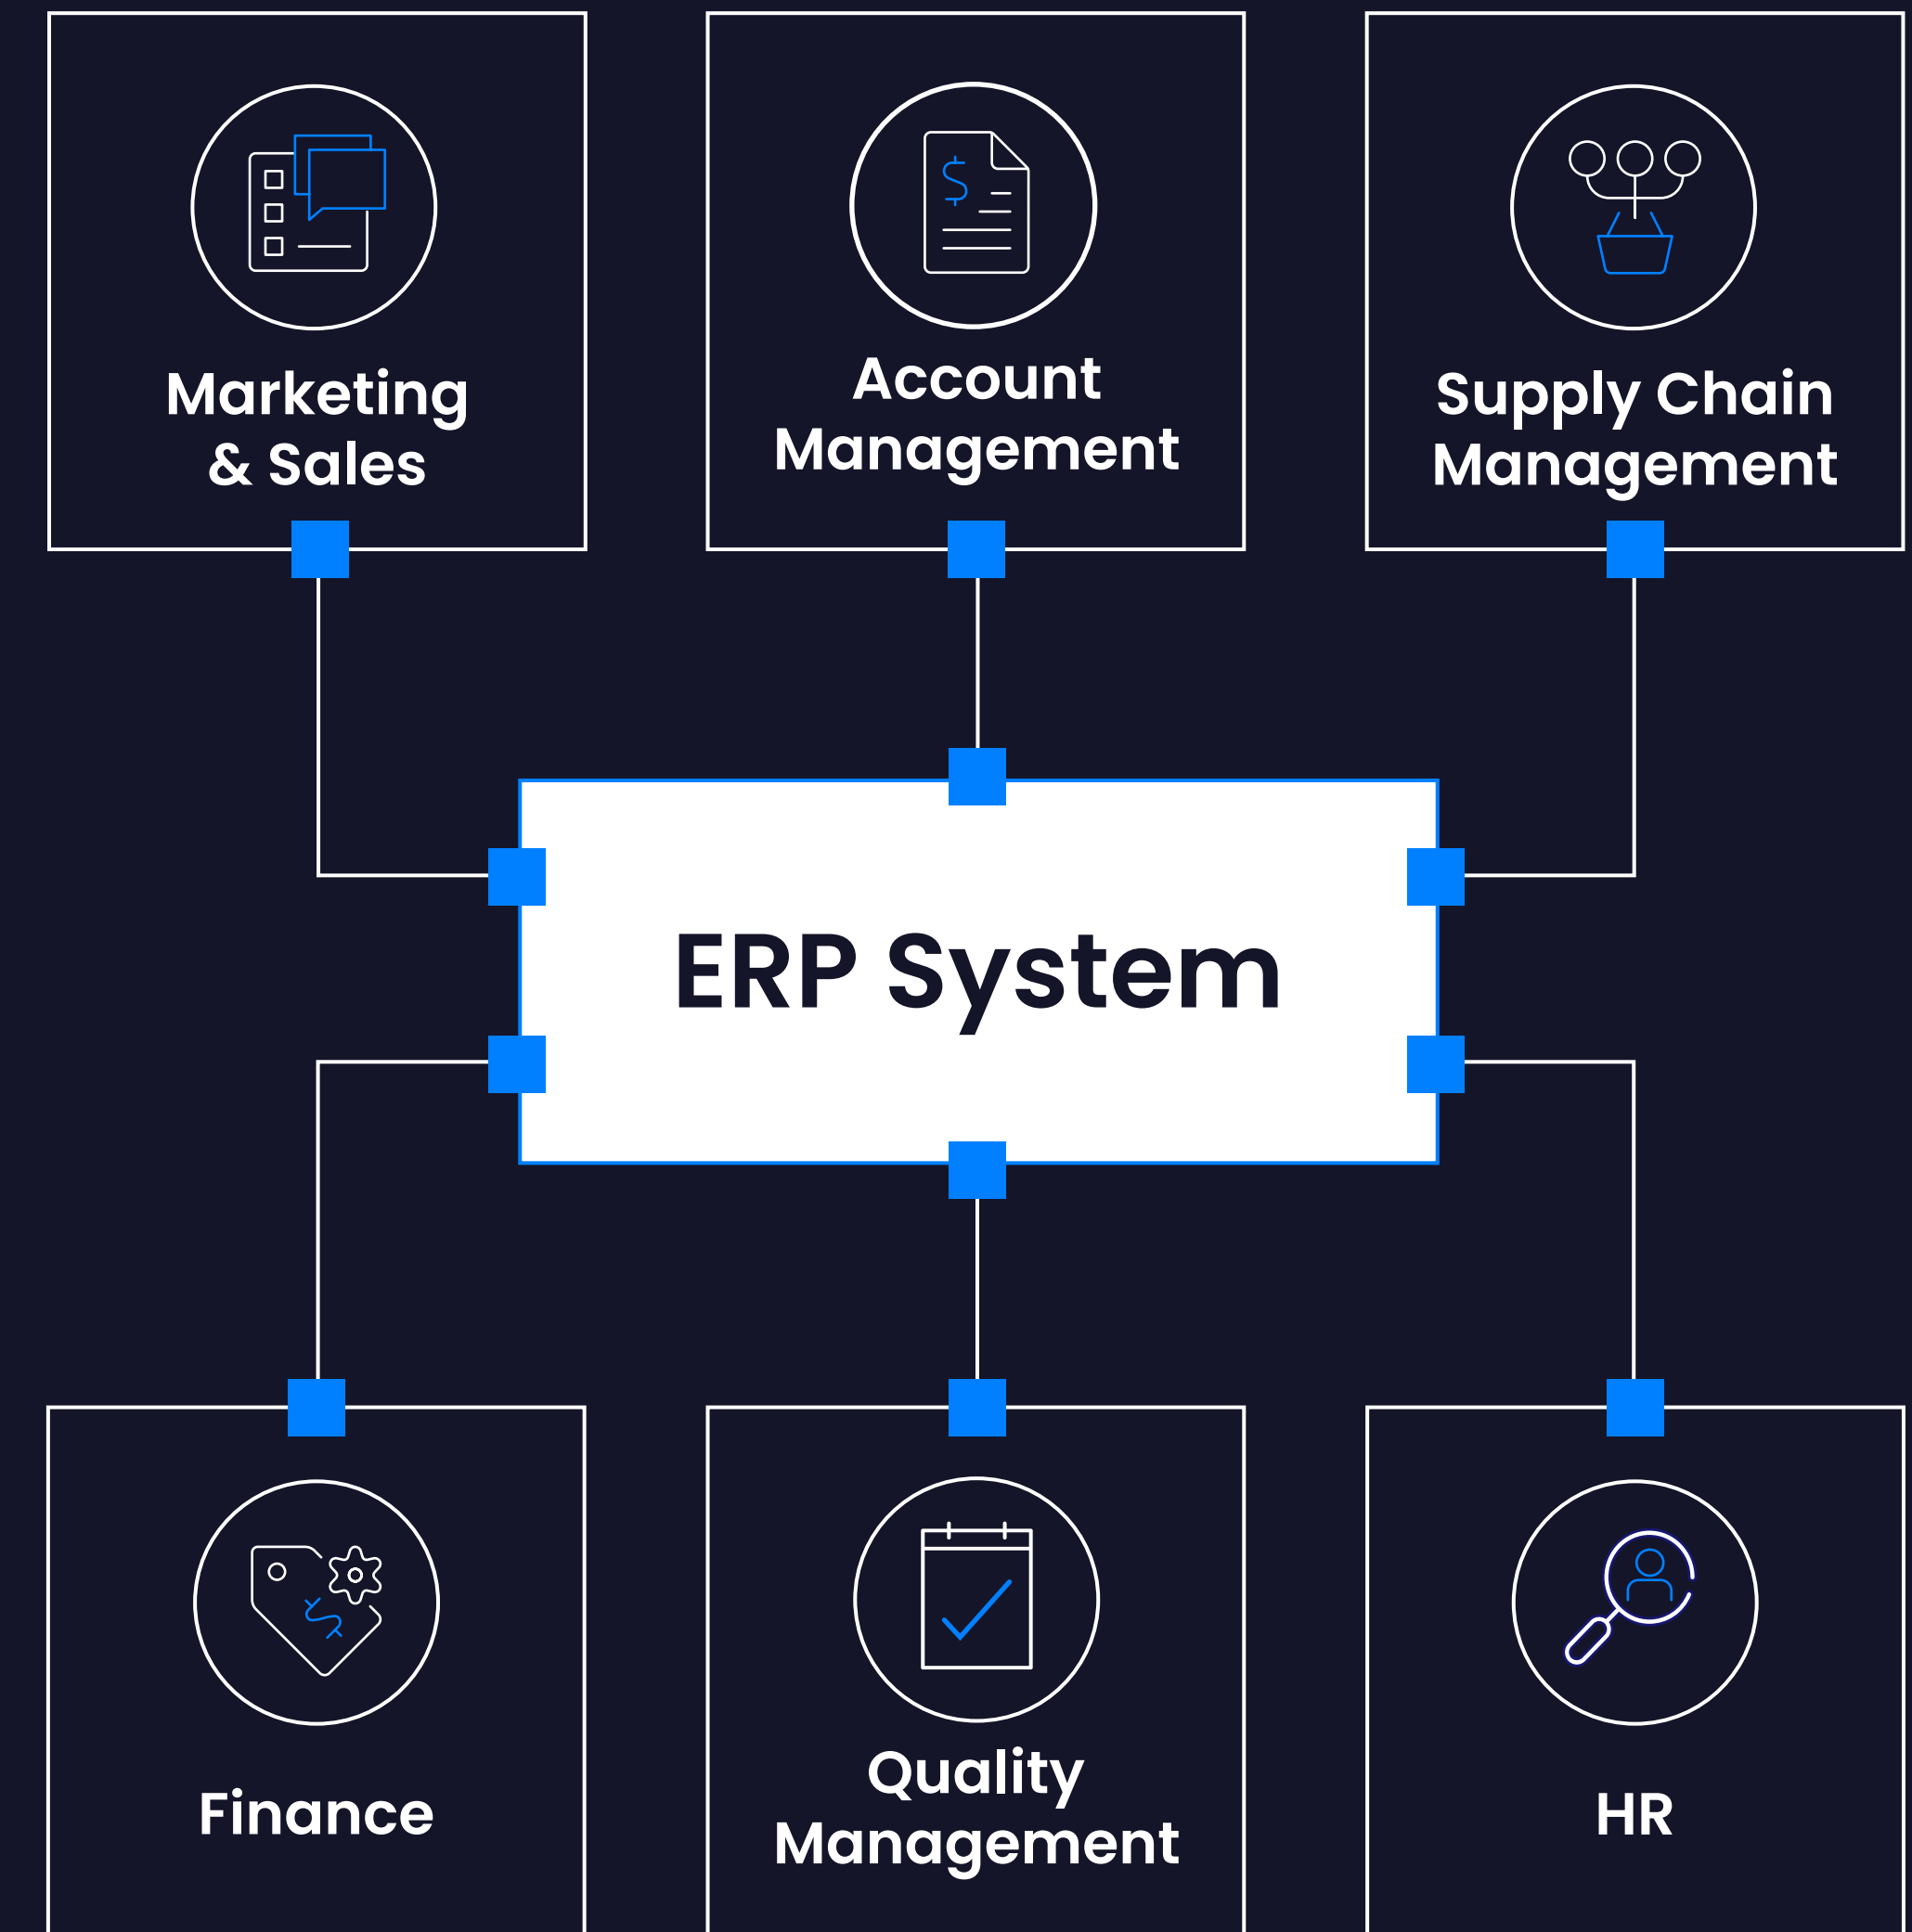 Marketing
& Sales
Account
Management
Supply Chain
Management
ERP System
Finance
Quality
Management
HR